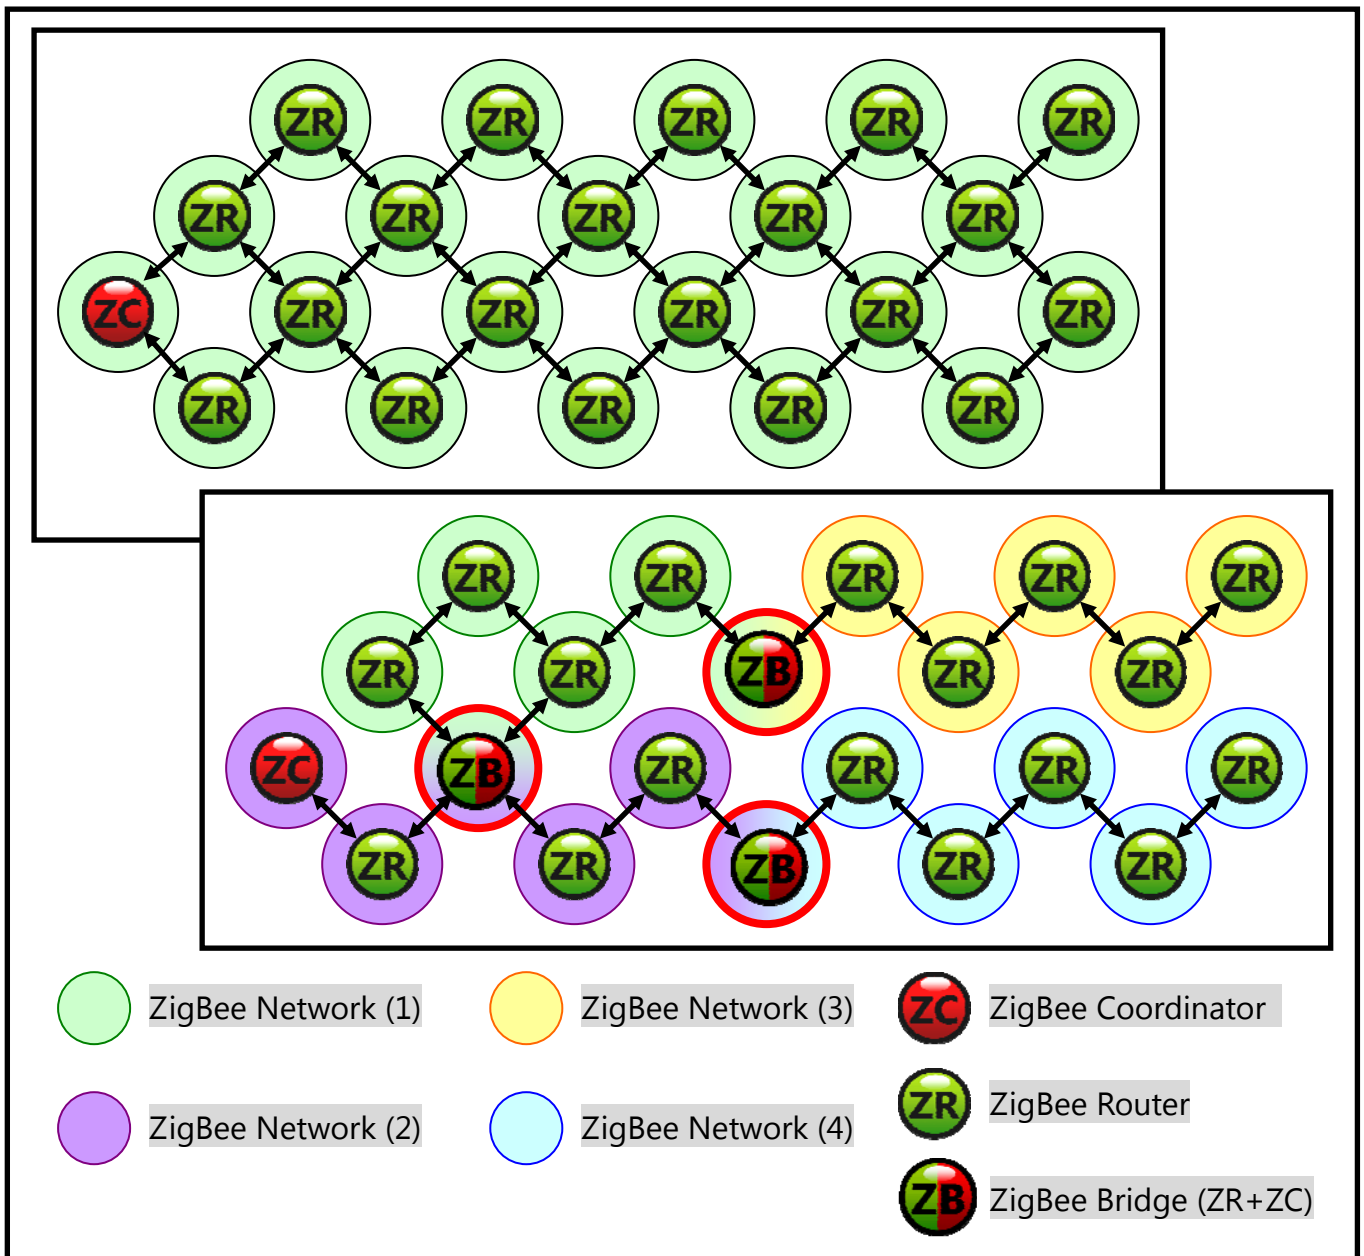 ZR ZR ZR ZR ZR
ZR ZR ZR ZR ZR
ZC ZR ZR ZR ZR ZR
ZR ZR ZR ZR ZR
ZR ZR ZR ZR ZR
ZR ZR ZB ZR ZR
ZC ZB ZR ZR ZR ZR
ZR ZR ZB ZR ZR
ZigBee Network (1) ZigBee Network (3) ZC ZigBee Coordinator
ZR ZigBee Router
ZigBee Network (2) ZigBee Network (4)
ZB ZigBee Bridge (ZR+ZC)